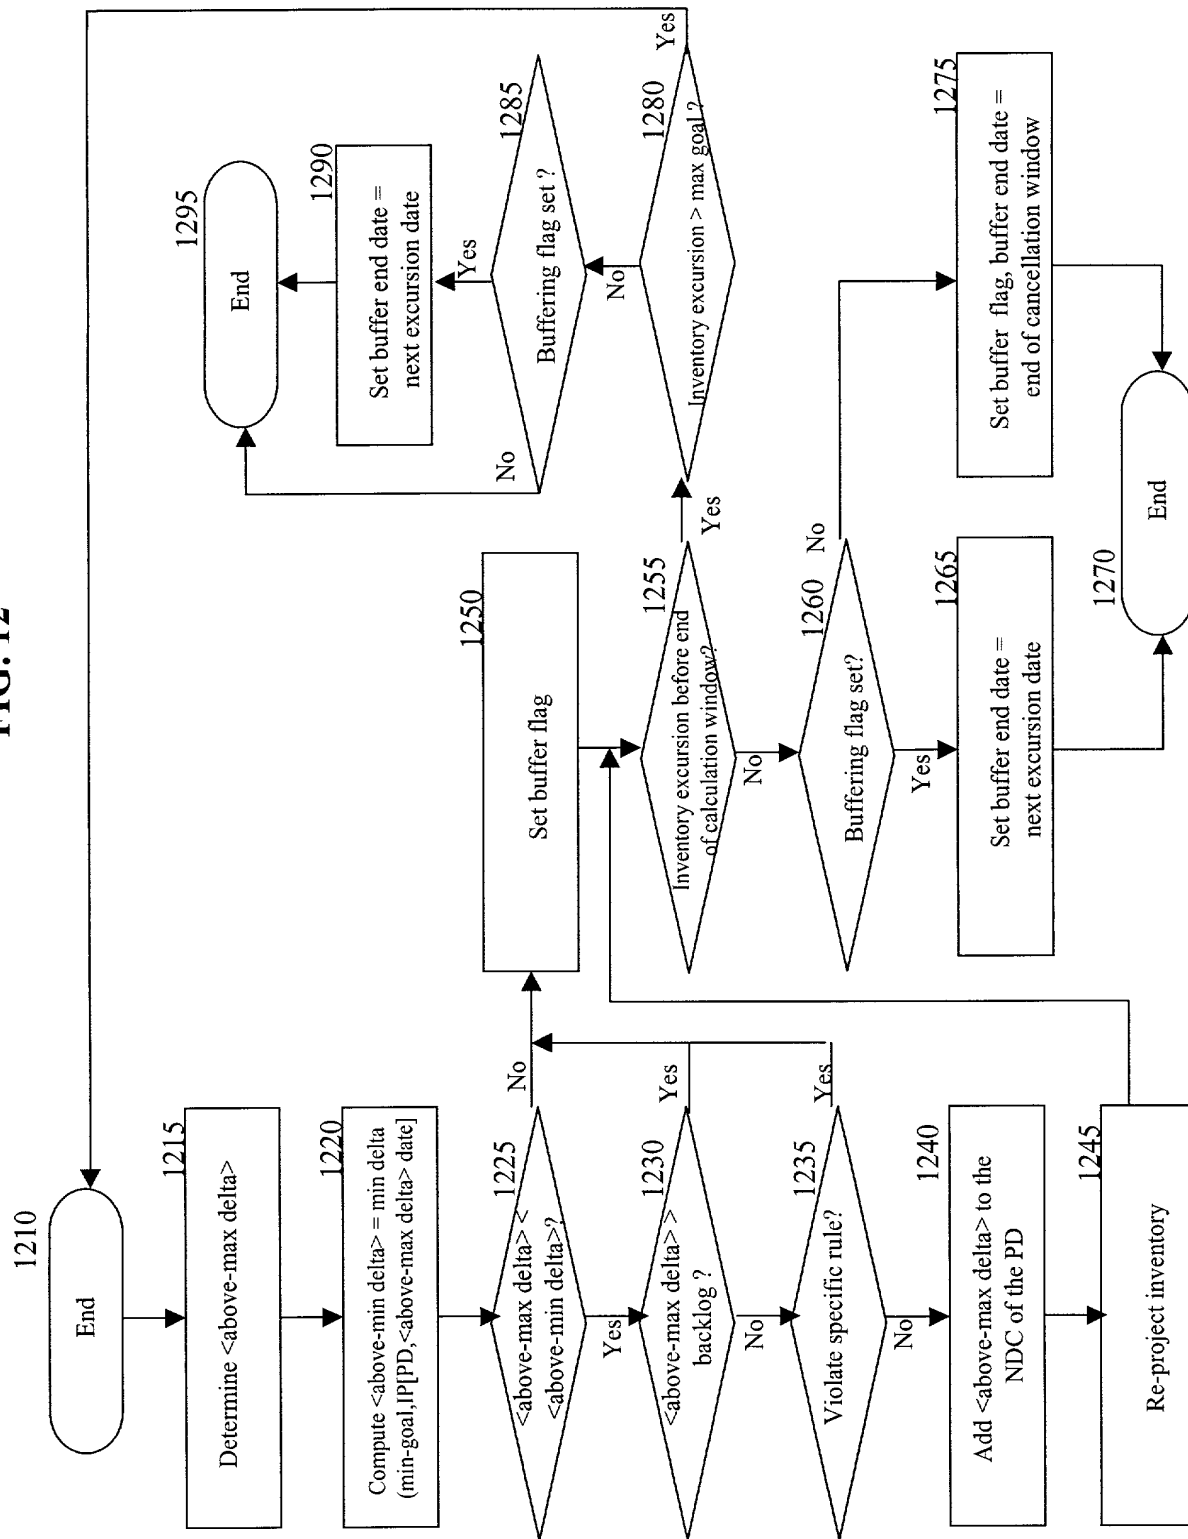 FIG. 12
1210
End
1215
Determine <above-max delta>
1220
Compute <above-min delta> = min delta
(min-goal,IP[PD,<above-max delta> date]
1225
<above-max delta> <
<above-min delta>?
No
Yes
1230
<above-max delta> >
backlog ?
Yes
No
1235
Violate specific rule?
Yes
No
1240
Add <above-max delta> to the
NDC of the PD
1245
Re-project inventory
1250
Set buffer flag
1255
Inventory excursion before end
of calculation window?
Yes
No
1260
Buffering flag set?
No
Yes
1265
Set buffer end date =
next excursion date
1270
End
1275
Set buffer flag, buffer end date =
end of cancellation window
1280
Inventory excursion > max goal ?
Yes
No
1285
Buffering flag set ?
No
Yes
1290
Set buffer end date =
next excursion date
1295
End